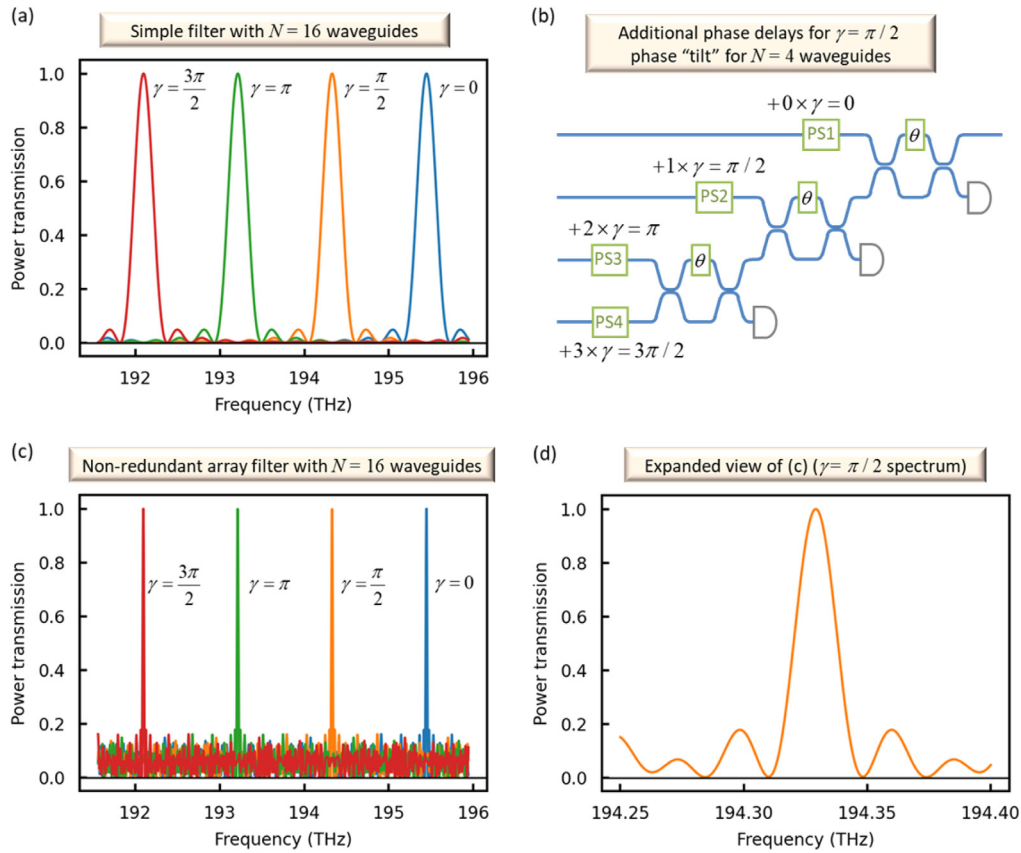 (a)
Simple filter with N = 16 waveguides
Power transmission
1.0
0.8
0.6
0.4
0.2
0.0
γ = 3π/2
γ = π
γ = π/2
γ = 0
192
193
194
195
196
Frequency (THz)
(b)
Additional phase delays for γ = π / 2
phase “tilt” for N = 4 waveguides
+0×γ = 0
PS1
θ
+1×γ = π / 2
PS2
θ
+2×γ = π
PS3
θ
PS4
+3×γ = 3π / 2
(c)
Non-redundant array filter with N = 16 waveguides
Power transmission
1.0
0.8
0.6
0.4
0.2
0.0
γ = 3π/2
γ = π
γ = π/2
γ = 0
192
193
194
195
196
Frequency (THz)
(d)
Expanded view of (c) (γ = π / 2 spectrum)
Power transmission
1.0
0.8
0.6
0.4
0.2
0.0
194.25
194.30
194.35
194.40
Frequency (THz)